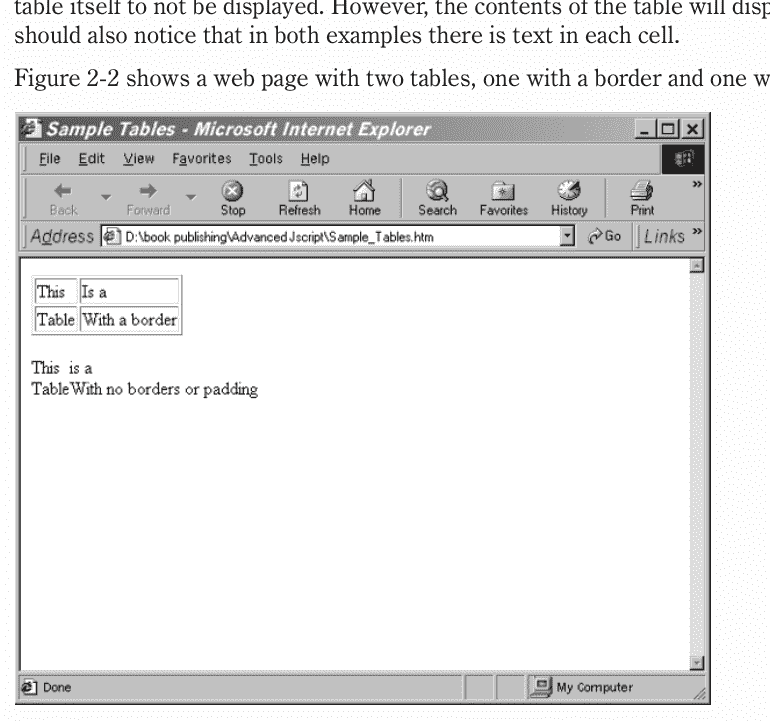 table itself to not be displayed. However, the contents of the table will disp
should also notice that in both examples there is text in each cell.
Figure 2-2 shows a web page with two tables, one with a border and one w
Sample Tables - Microsoft Internet Explorer
File Edit View Favorites Tools Help
Back Forward Stop Refresh Home Search Favorites History Print »
Address D:\book publishing\Advanced Jscript\Sample_Tables.htm Go Links »
This Is a
Table With a border
This is a
TableWith no borders or padding
Done My Computer